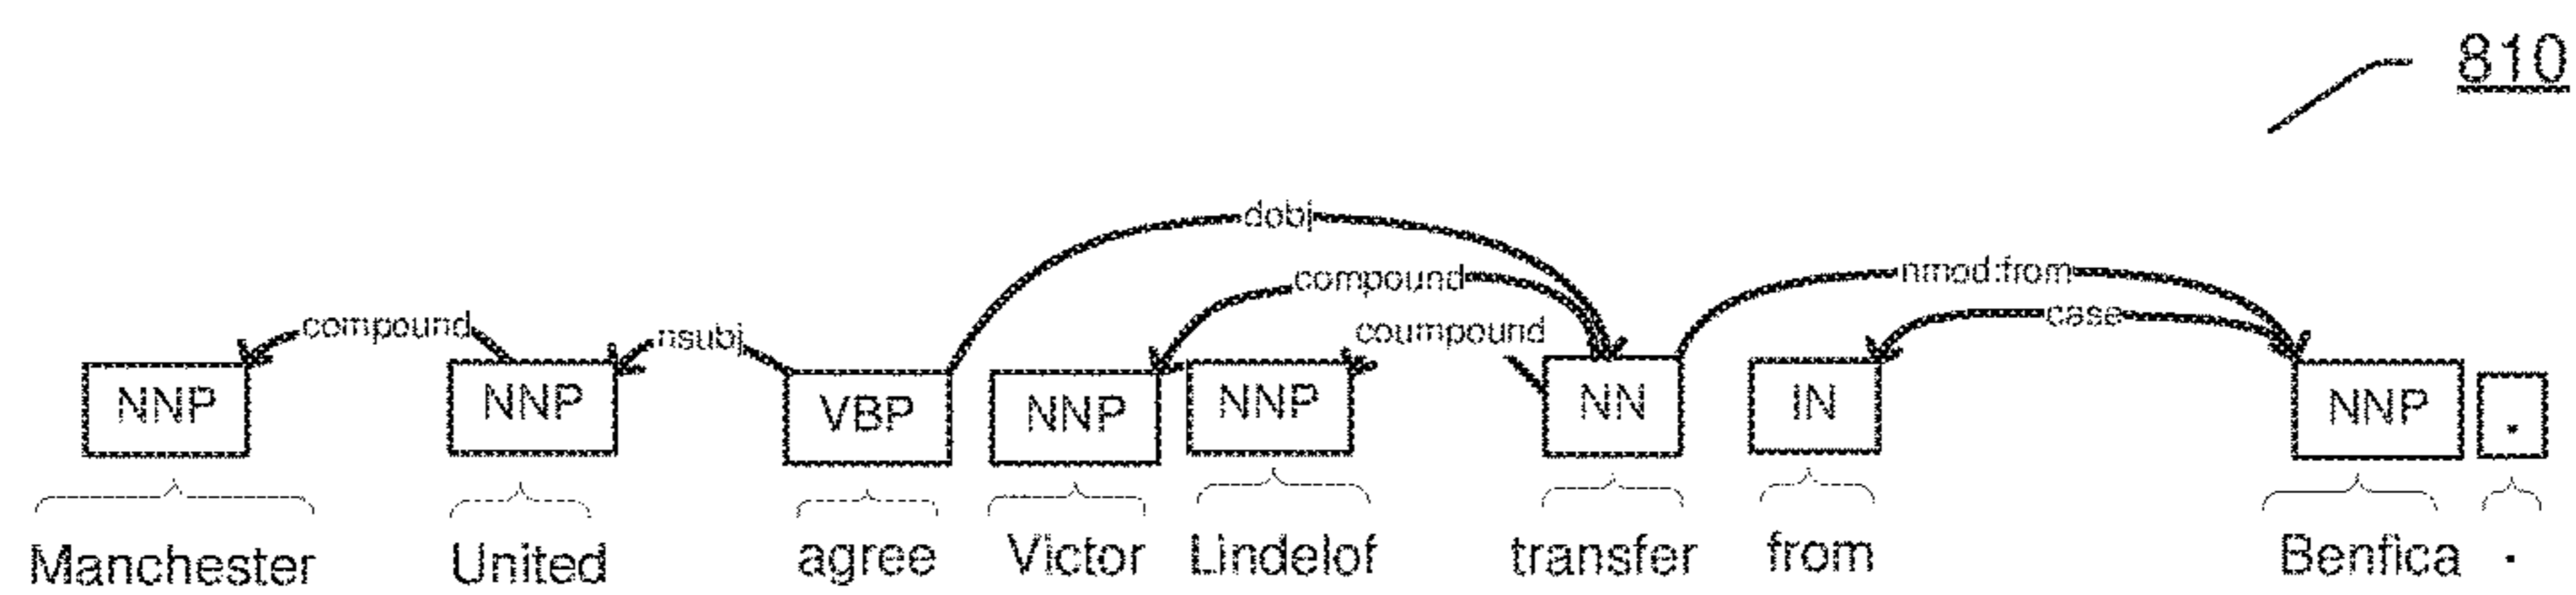 810
dobj
compound nmod:from
compound nsubj coumpound case
NNP NNP VBP NNP NNP NN IN NNP .
Manchester United agree Victor Lindelof transfer from Benfica .